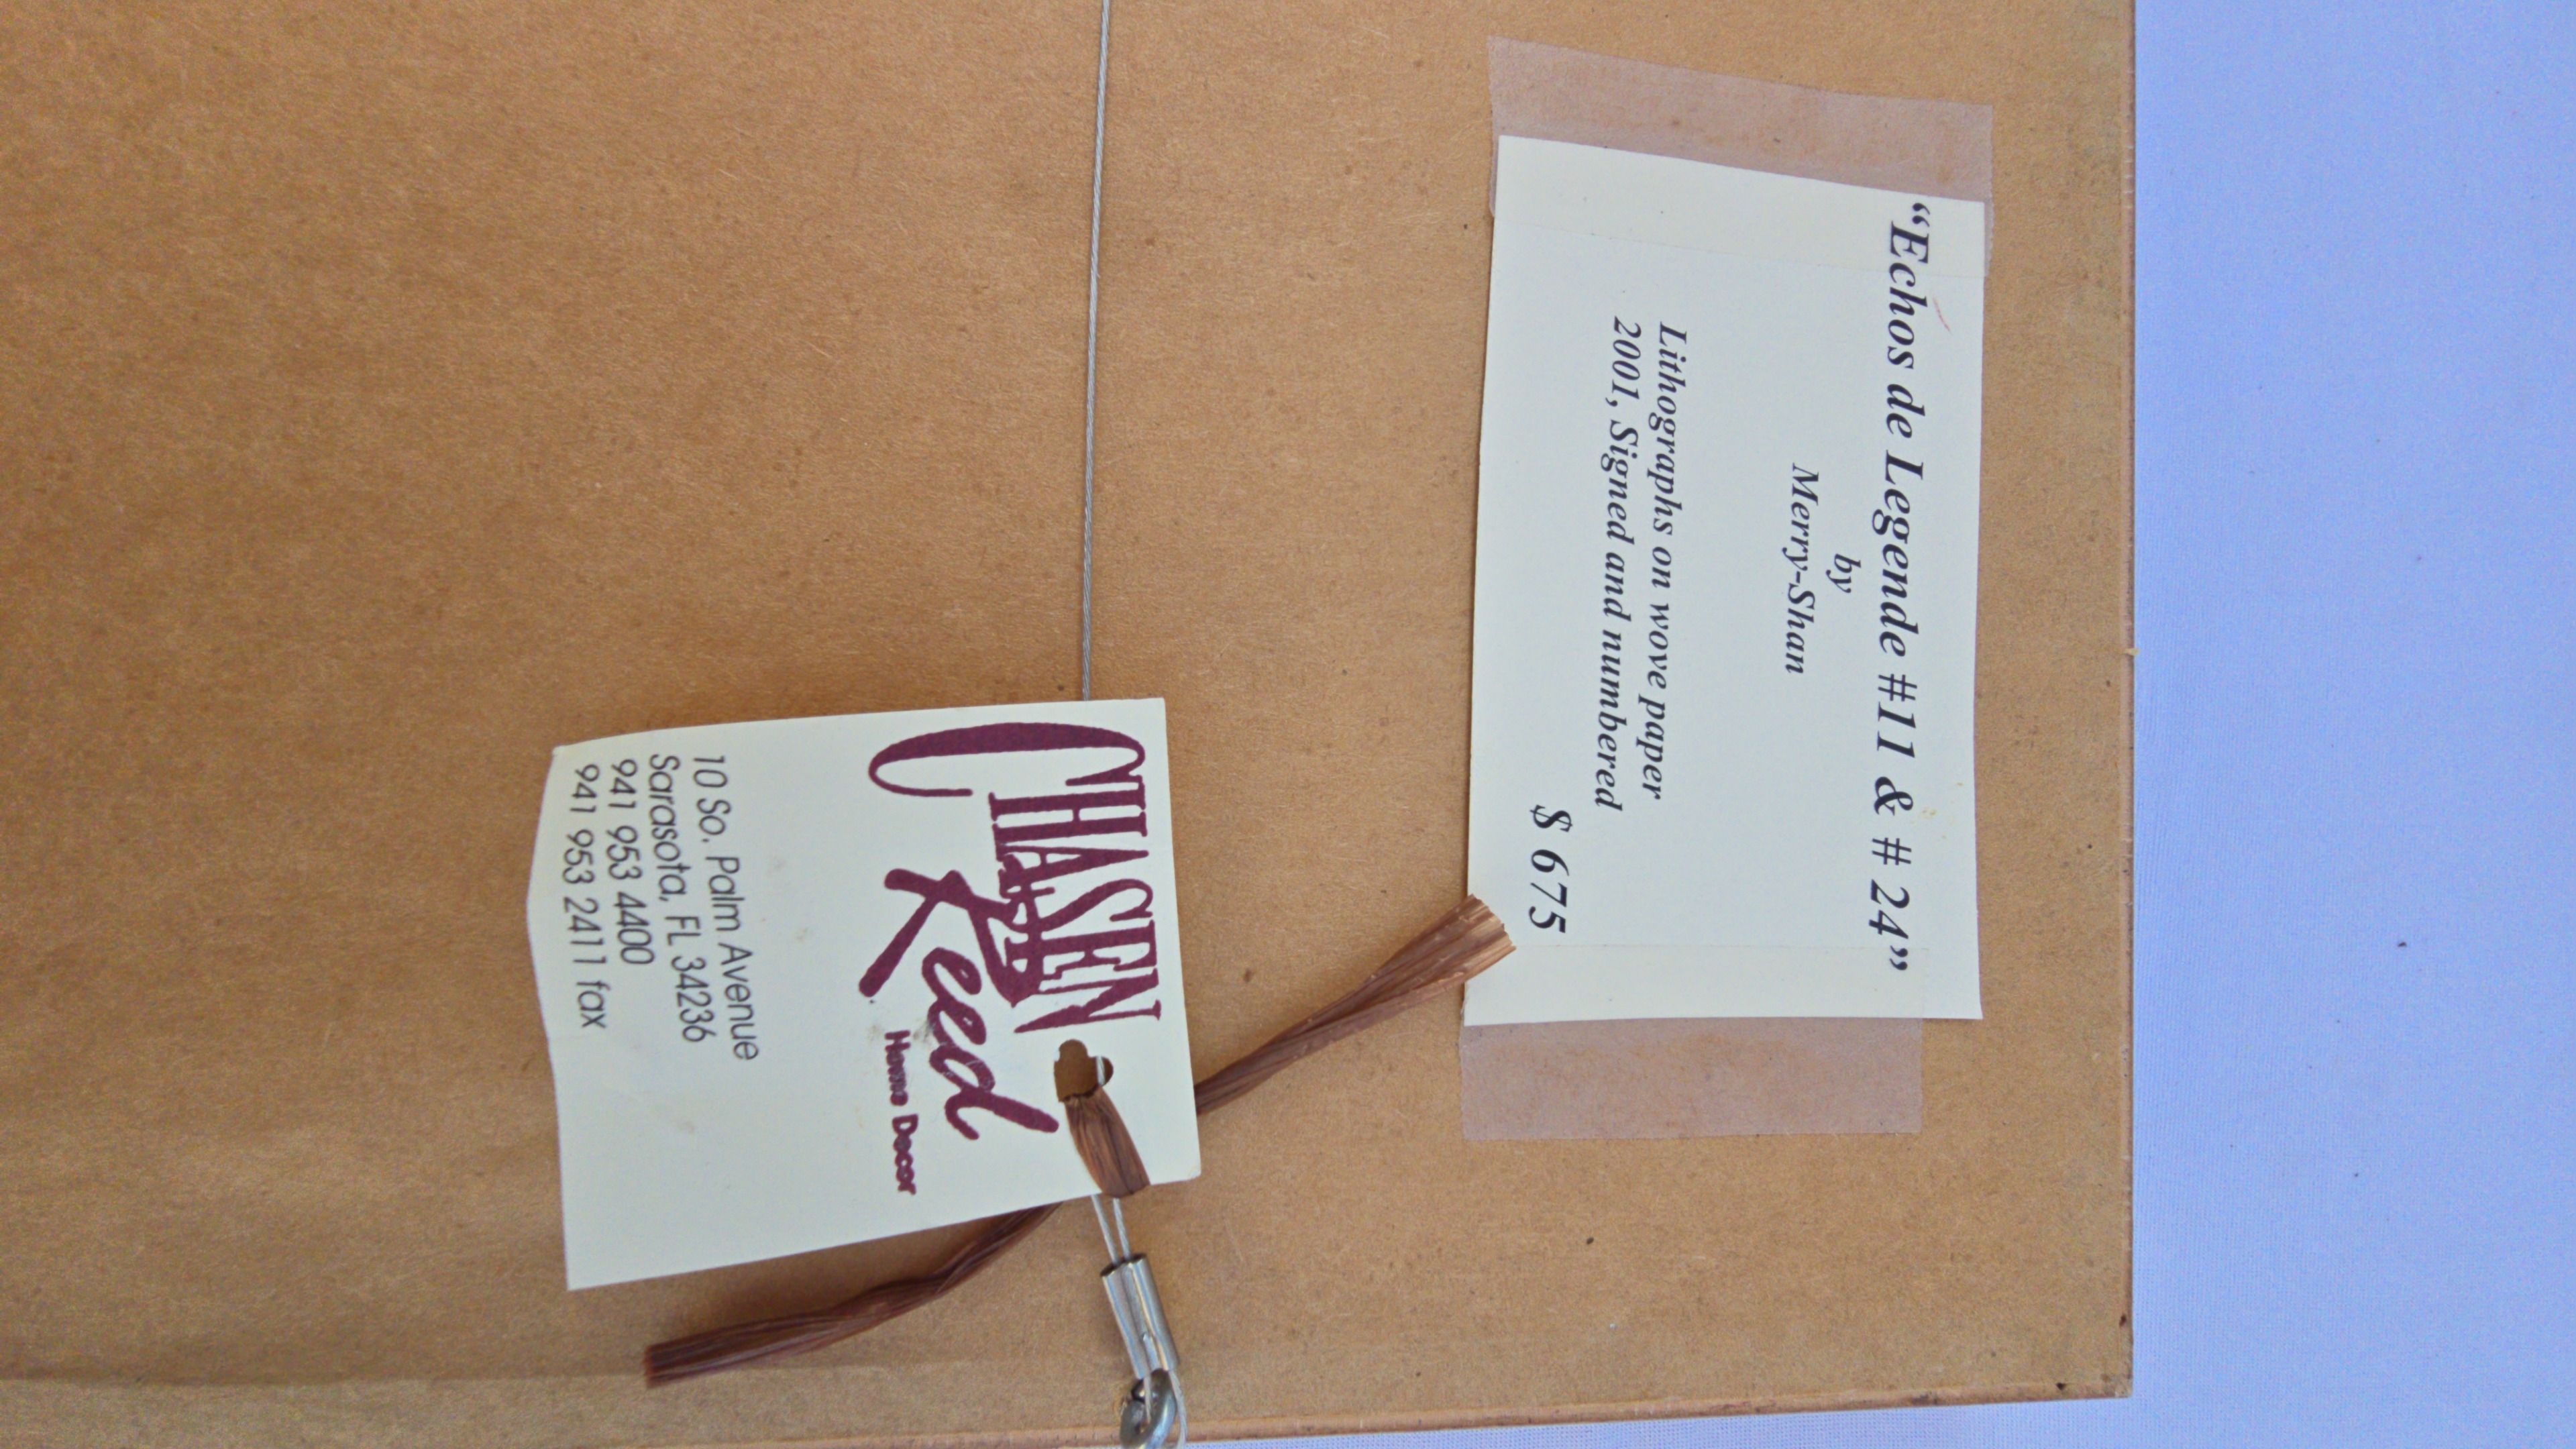 “Echos de Legende #11 & # 24”
by
Merry-Shan
Lithographs on wove paper
2001, Signed and numbered
$ 675
CHASEN
Reed
Home Decor
10 So. Palm Avenue
Sarasota, FL 34236
941 953 4400
941 953 2411 fax